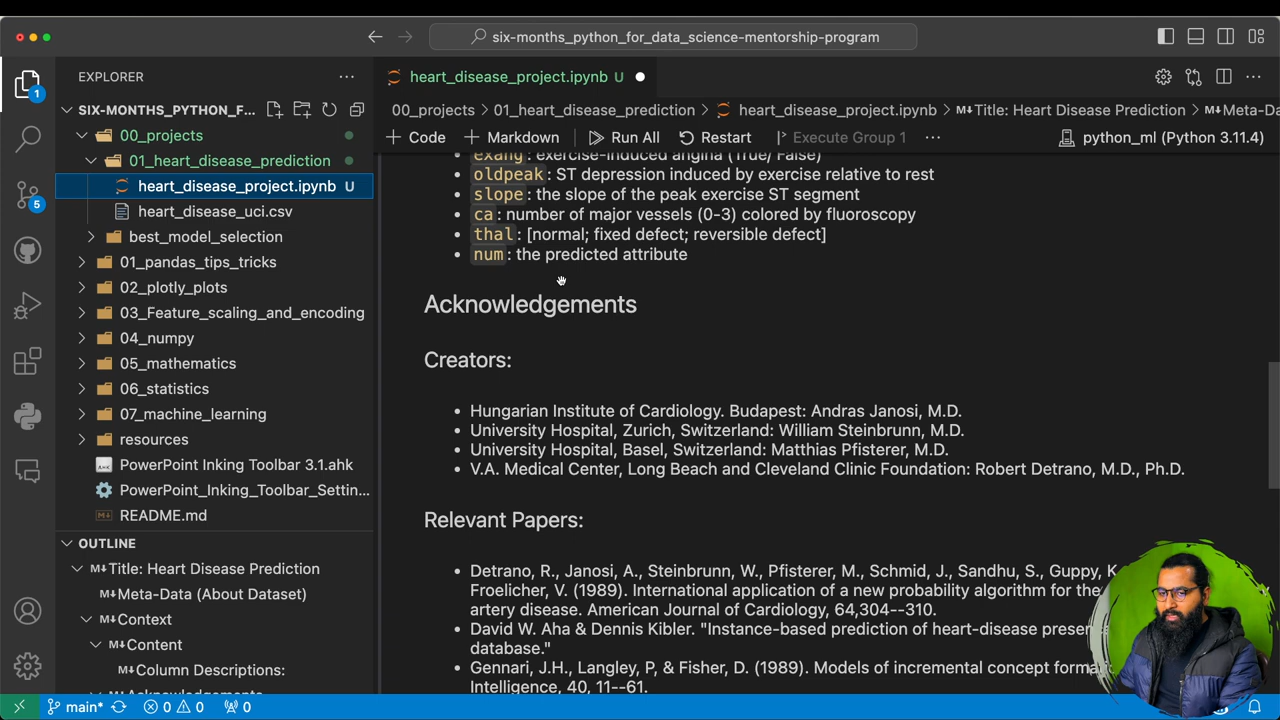 six-months_python_for_data_science-mentorship-program
EXPLORER
SIX-MONTHS_PYTHON_F...
00_projects
01_heart_disease_prediction
heart_disease_project.ipynb U
heart_disease_uci.csv
best_model_selection
01_pandas_tips_tricks
02_plotly_plots
03_Feature_scaling_and_encoding
04_numpy
05_mathematics
06_statistics
07_machine_learning
resources
PowerPoint Inking Toolbar 3.1.ahk
PowerPoint_Inking_Toolbar_Settin...
README.md
OUTLINE
Title: Heart Disease Prediction
Meta-Data (About Dataset)
Context
Content
Column Descriptions:
Acknowledgements
1
5
heart_disease_project.ipynb U
00_projects > 01_heart_disease_prediction > heart_disease_project.ipynb > Title: Heart Disease Prediction > Meta-Da
+ Code + Markdown Run All Restart Execute Group 1 ... python_ml (Python 3.11.4)
exang: exercise-induced angina (True/ False)
oldpeak: ST depression induced by exercise relative to rest
slope: the slope of the peak exercise ST segment
ca: number of major vessels (0-3) colored by fluoroscopy
thal: [normal; fixed defect; reversible defect]
num: the predicted attribute
Acknowledgements
Creators:
Hungarian Institute of Cardiology. Budapest: Andras Janosi, M.D.
University Hospital, Zurich, Switzerland: William Steinbrunn, M.D.
University Hospital, Basel, Switzerland: Matthias Pfisterer, M.D.
V.A. Medical Center, Long Beach and Cleveland Clinic Foundation: Robert Detrano, M.D., Ph.D.
Relevant Papers:
Detrano, R., Janosi, A., Steinbrunn, W., Pfisterer, M., Schmid, J., Sandhu, S., Guppy, K
Froelicher, V. (1989). International application of a new probability algorithm for the
artery disease. American Journal of Cardiology, 64,304--310.
David W. Aha & Dennis Kibler. "Instance-based prediction of heart-disease
database."
Gennari, J.H., Langley, P, & Fisher, D. (1989). Models of incremental concept
Intelligence, 40, 11--61.
main* 0 0 0